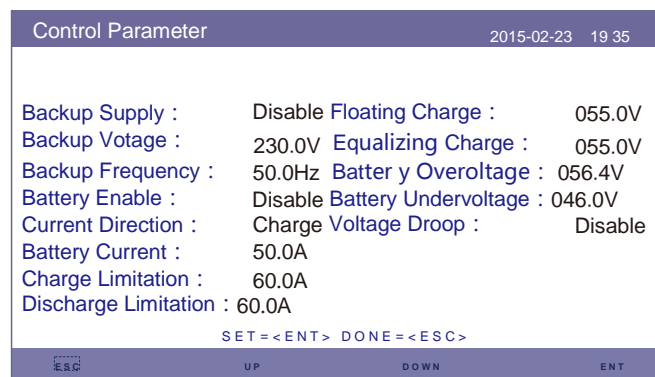 Control Parameter 2015-02-23 19 35
Backup Supply： Disable Floating Charge： 055.0V
Backup Votage： 230.0V Equalizing Charge： 055.0V
Backup Frequency： 50.0Hz Batter y Overoltage： 056.4V
Battery Enable： Disable Battery Undervoltage：046.0V
Current Direction： Charge Voltage Droop： Disable
Battery Current： 50.0A
Charge Limitation： 60.0A
Discharge Limitation：60.0A
SET=<ENT> DONE=<ESC>
ESC UP DOWN ENT